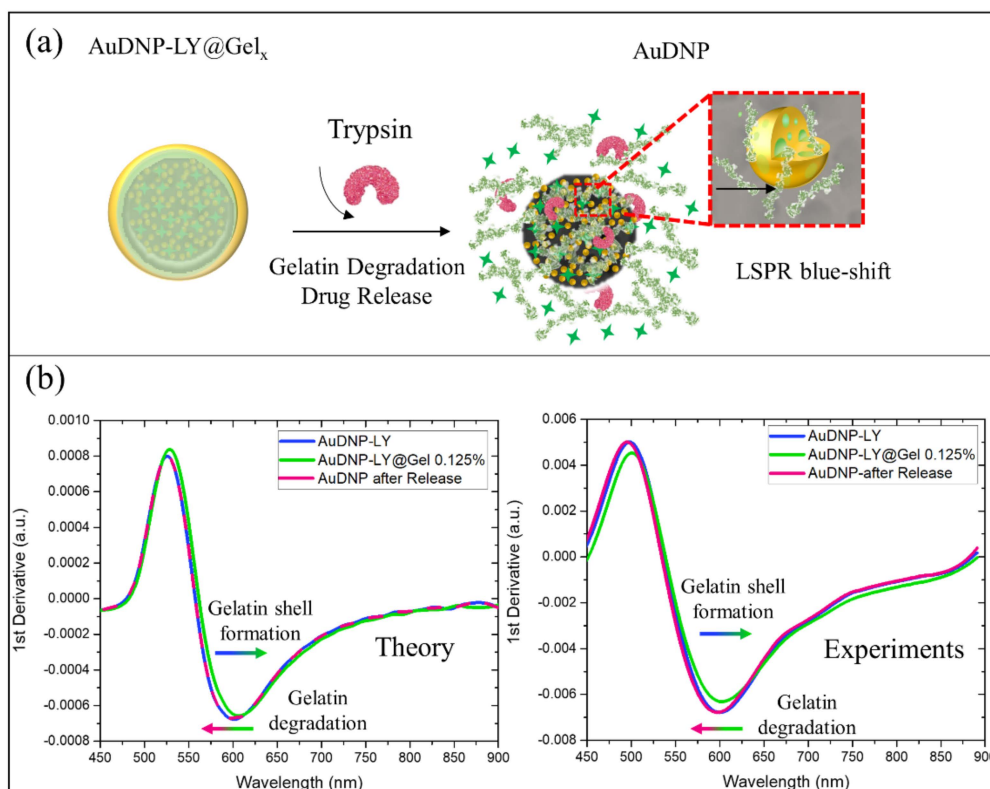 (a)
AuDNP-LY@Gelx
AuDNP
Trypsin
Gelatin Degradation
Drug Release
LSPR blue-shift
(b)
0.0010
0.0008
0.0006
0.0004
0.0002
0.0000
-0.0002
-0.0004
-0.0006
-0.0008
1st Derivative (a.u.)
AuDNP-LY
AuDNP-LY@Gel 0.125%
AuDNP after Release
Gelatin shell
formation
Theory
Gelatin
degradation
450 500 550 600 650 700 750 800 850 900
Wavelength (nm)
0.006
0.004
0.002
0.000
-0.002
-0.004
-0.006
-0.008
1st Derivative (a.u.)
AuDNP-LY
AuDNP-LY@Gel 0.125%
AuDNP-after Release
Gelatin shell
formation
Experiments
Gelatin
degradation
450 500 550 600 650 700 750 800 850 900
Wavelength (nm)